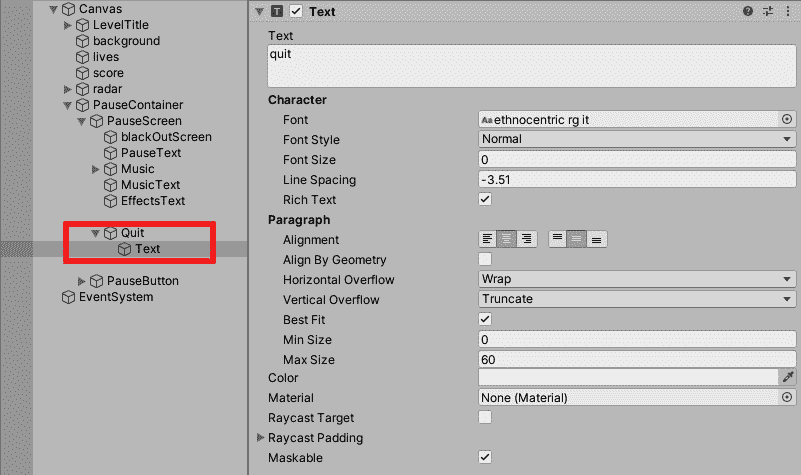 Canvas
LevelTitle
background
lives
score
radar
PauseContainer
PauseScreen
blackOutScreen
PauseText
Music
MusicText
EffectsText
Quit
Text
PauseButton
EventSystem
Text
Text
quit
Character
Font Aa ethnocentric rg it
Font Style Normal
Font Size 0
Line Spacing -3.51
Rich Text
Paragraph
Alignment
Align By Geometry
Horizontal Overflow Wrap
Vertical Overflow Truncate
Best Fit
Min Size 0
Max Size 60
Color
Material None (Material)
Raycast Target
Raycast Padding
Maskable